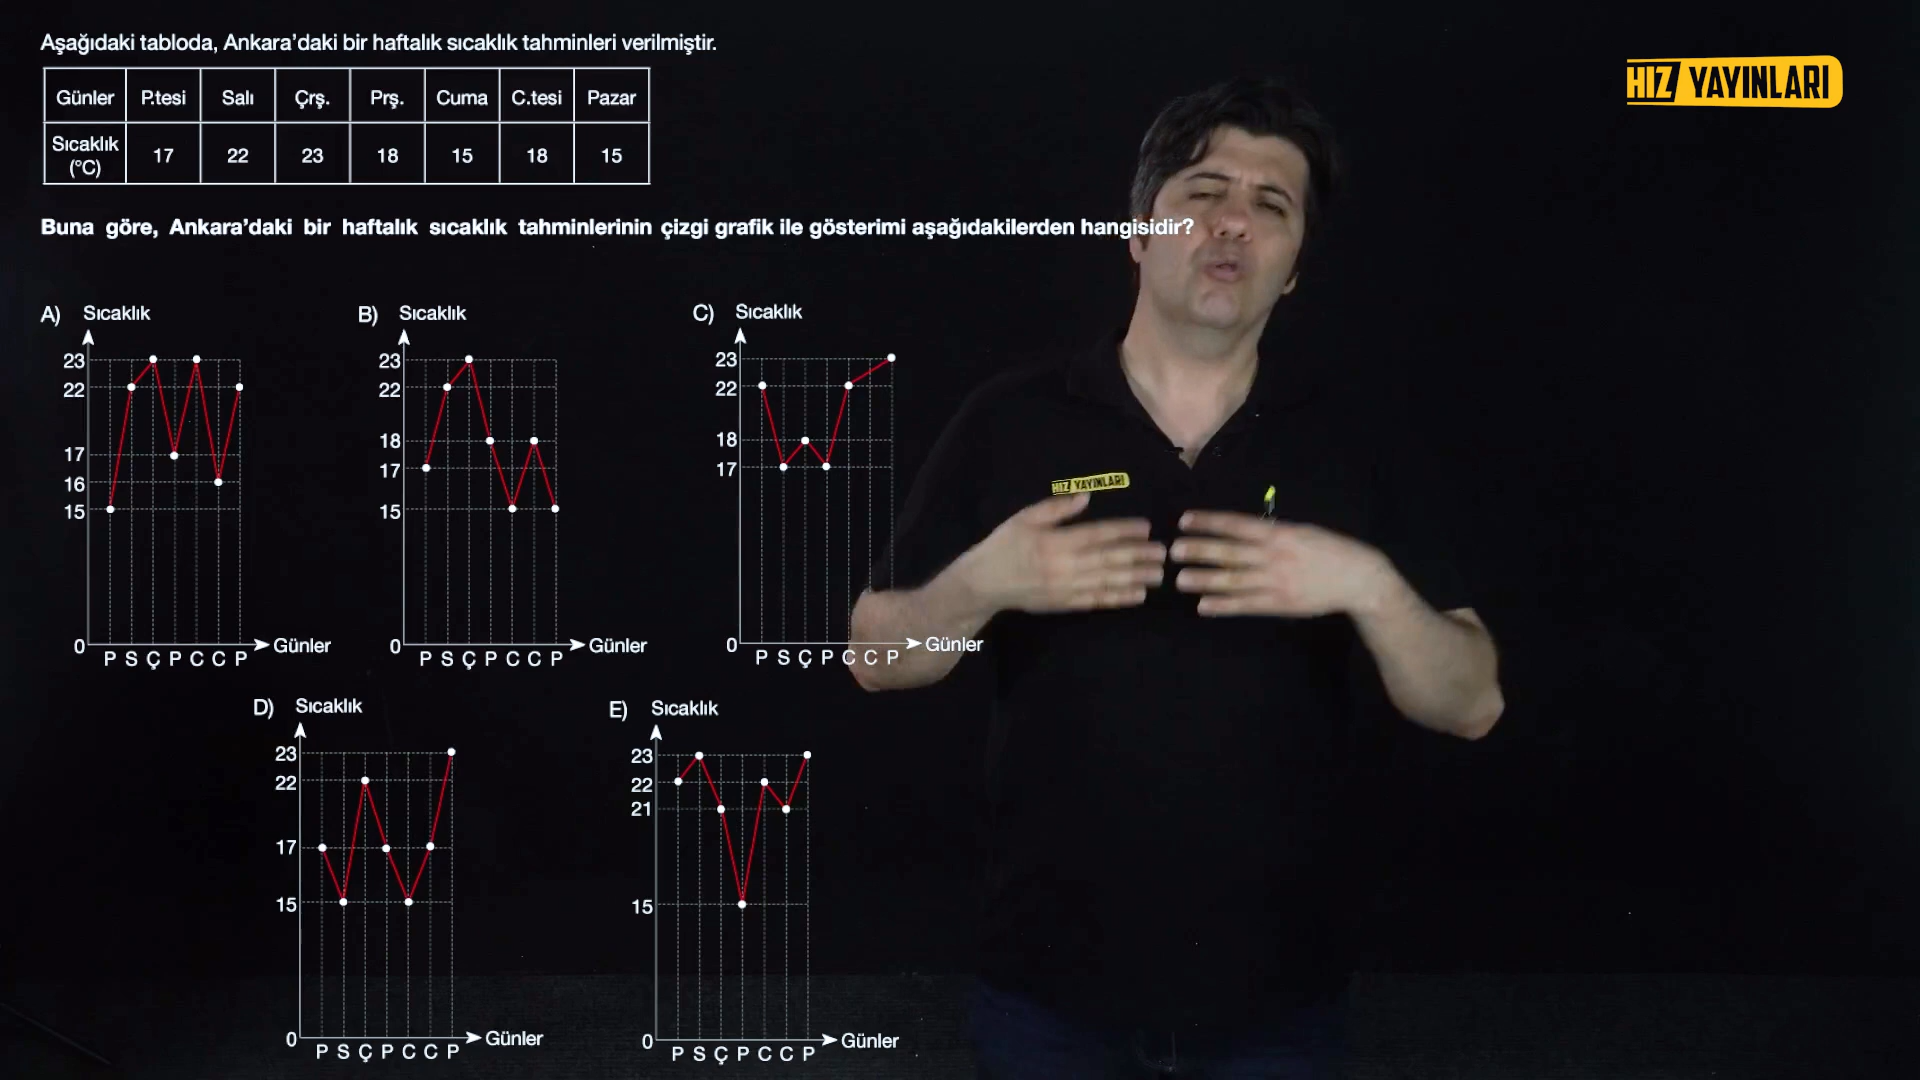 Aşağıdaki tabloda, Ankara'daki bir haftalık sıcaklık tahminleri verilmiştir.
HIZ YAYINLARI
Günler P.tesi Salı Çrş. Prş. Cuma C.tesi Pazar
Sıcaklık (°C) 17 22 23 18 15 18 15
Buna göre, Ankara'daki bir haftalık sıcaklık tahminlerinin çizgi grafik ile gösterimi aşağıdakilerden hangisidir?
A) Sıcaklık
23
22
17
16
15
0
Günler
P S Ç P C C P
B) Sıcaklık
23
22
18
17
15
0
Günler
P S Ç P C C P
C) Sıcaklık
23
22
18
17
0
Günler
P S Ç P C C P
HIZ YAYINLARI
D) Sıcaklık
23
22
17
15
0
Günler
P S Ç P C C P
E) Sıcaklık
23
22
21
15
0
Günler
P S Ç P C C P